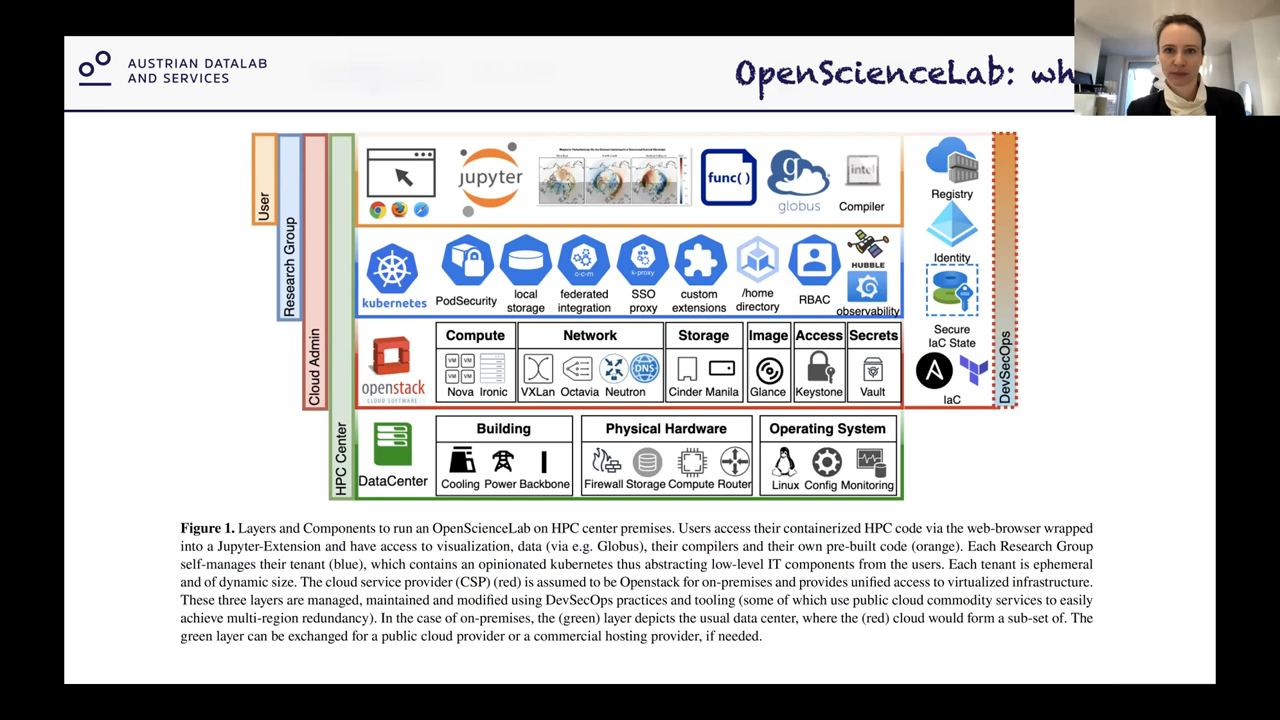 AUSTRIAN DATALAB
AND SERVICES
OpenScienceLab: wh
User
Research Group
Cloud Admin
HPC Center
jupyter
func( )
g
globus
intel
Compiler
Registry
Identity
Secure
IaC State
IaC
DevSecOps
kubernetes
PodSecurity
local
storage
c-c-m
federated
integration
k-proxy
SSO
proxy
custom
extensions
/home
directory
RBAC
HUBBLE
observability
openstack
CLOUD SOFTWARE
Compute
VM VM
VM VM
Nova Ironic
Network
DNS
VXLan Octavia Neutron
Storage
Cinder Manila
Image
Glance
Access
Keystone
Secrets
Vault
DataCenter
Building
Cooling Power Backbone
Physical Hardware
Firewall Storage Compute Router
Operating System
Linux Config Monitoring
Figure 1. Layers and Components to run an OpenScienceLab on HPC center premises. Users access their containerized HPC code via the web-browser wrapped
into a Jupyter-Extension and have access to visualization, data (via e.g. Globus), their compilers and their own pre-built code (orange). Each Research Group
self-manages their tenant (blue), which contains an opinionated kubernetes thus abstracting low-level IT components from the users. Each tenant is ephemeral
and of dynamic size. The cloud service provider (CSP) (red) is assumed to be Openstack for on-premises and provides unified access to virtualized infrastructure.
These three layers are managed, maintained and modified using DevSecOps practices and tooling (some of which use public cloud commodity services to easily
achieve multi-region redundancy). In the case of on-premises, the (green) layer depicts the usual data center, where the (red) cloud would form a sub-set of. The
green layer can be exchanged for a public cloud provider or a commercial hosting provider, if needed.